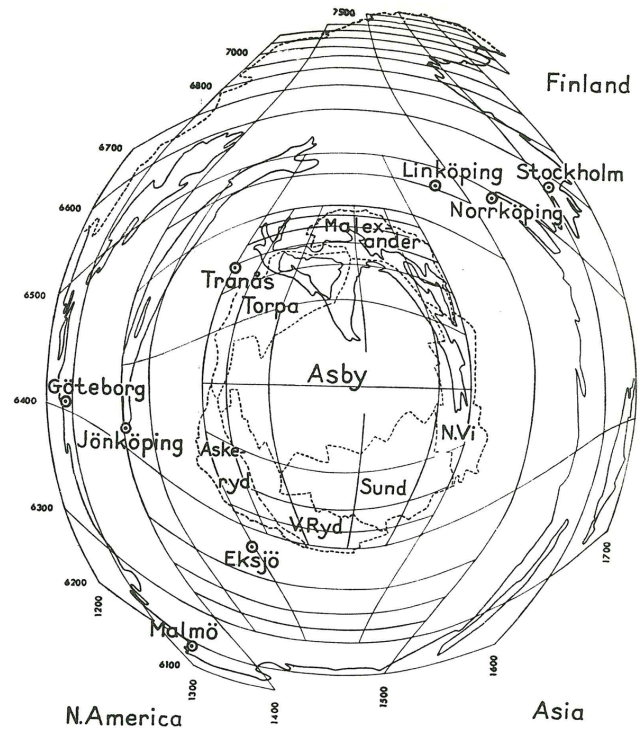 7500
7000
6800
Finland
6700
Linköping
Stockholm
Norrköping
6600
Malex-
ander
Tranås
Torpa
6500
Asby
Göteborg
6400
Jönköping
N.Vi
Aske-
ryd
Sund
V.Ryd
6300
Eksjö
1700
6200
1200
Malmö
6100
1600
1300
1400
1500
N.America
Asia